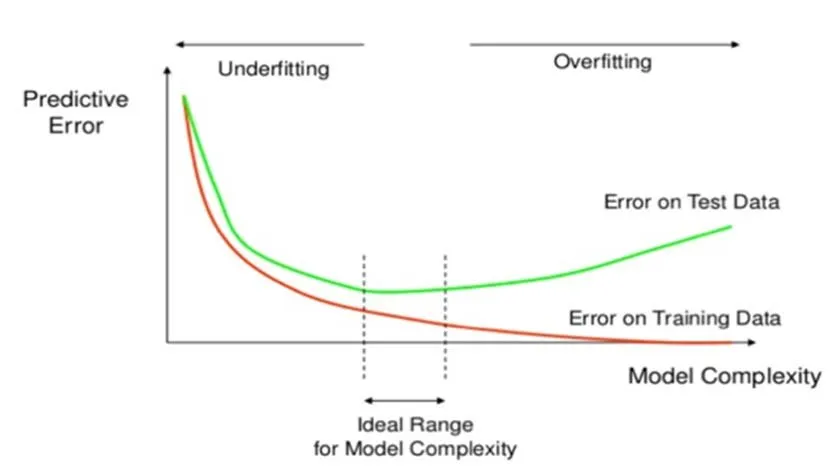 Underfitting
Overfitting
Predictive
Error
Error on Test Data
Error on Training Data
Model Complexity
Ideal Range
for Model Complexity